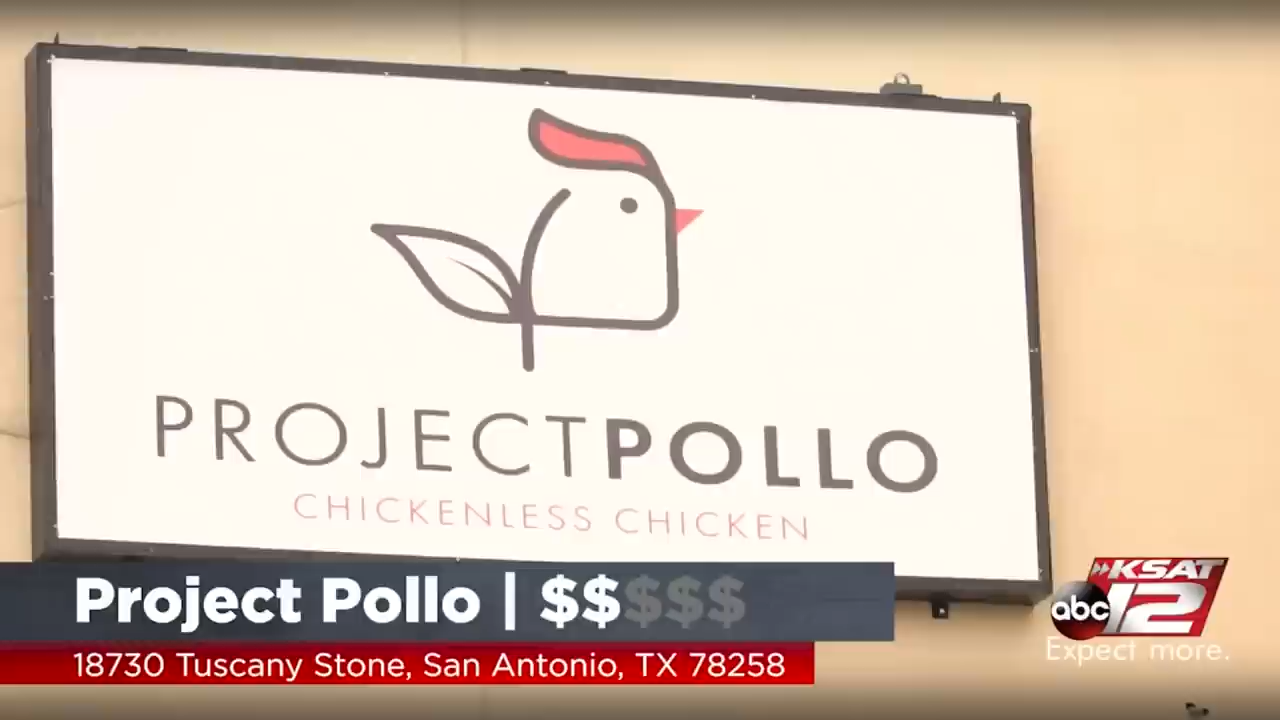 PROJECTPOLLO
CHICKENLESS CHICKEN
Project Pollo | $$$$$
18730 Tuscany Stone, San Antonio, TX 78258
KSAT
abc 12
Expect more.